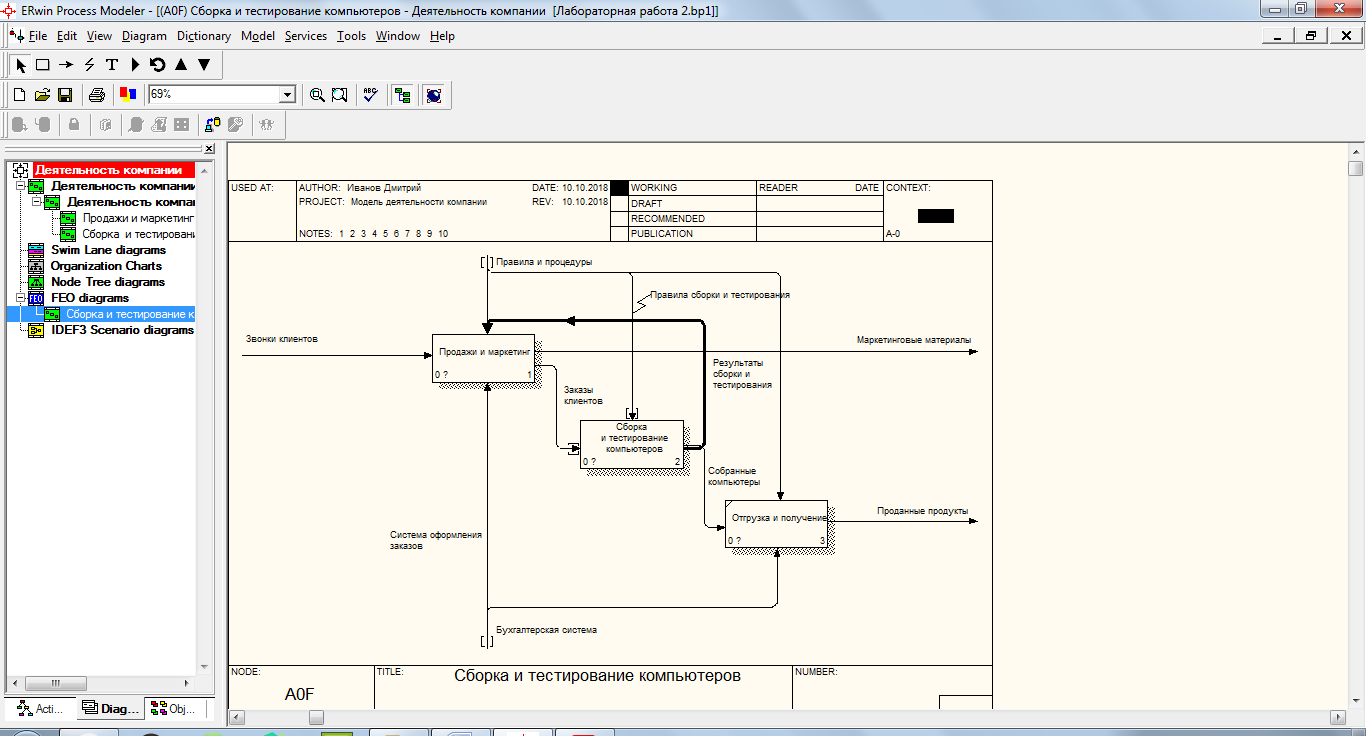 ERwin Process Modeler - [(A0F) Сборка и тестирование компьютеров - Деятельность компании [Лабораторная работа 2.bp1]]
File Edit View Diagram Dictionary Model Services Tools Window Help
T
69%
ABC
Деятельность компании
Деятельность компании
Деятельность компа
Продажи и маркетинг
Сборка и тестировани
Swim Lane diagrams
Organization Charts
Node Tree diagrams
FEO FEO diagrams
Сборка и тестирование к
IDEF3 Scenario diagrams
Acti... Diag... Obj...
USED AT: AUTHOR: Иванов Дмитрий DATE: 10.10.2018 WORKING READER DATE CONTEXT:
PROJECT: Модель деятельности компании REV: 10.10.2018 DRAFT
RECOMMENDED
NOTES: 1 2 3 4 5 6 7 8 9 10 PUBLICATION A-0
Правила и процедуры
Правила сборки и тестирования
Звонки клиентов
Маркетинговые материалы
Продажи и маркетинг
0 ? 1
Результаты
сборки и
тестирования
Заказы
клиентов
Сборка
и тестирование
компьютеров
0 ? 2
Собранные
компьютеры
Проданные продукты
Отгрузка и получение
0 ? 3
Система оформления
заказов
Бухгалтерская система
NODE: TITLE: Сборка и тестирование компьютеров NUMBER:
A0F